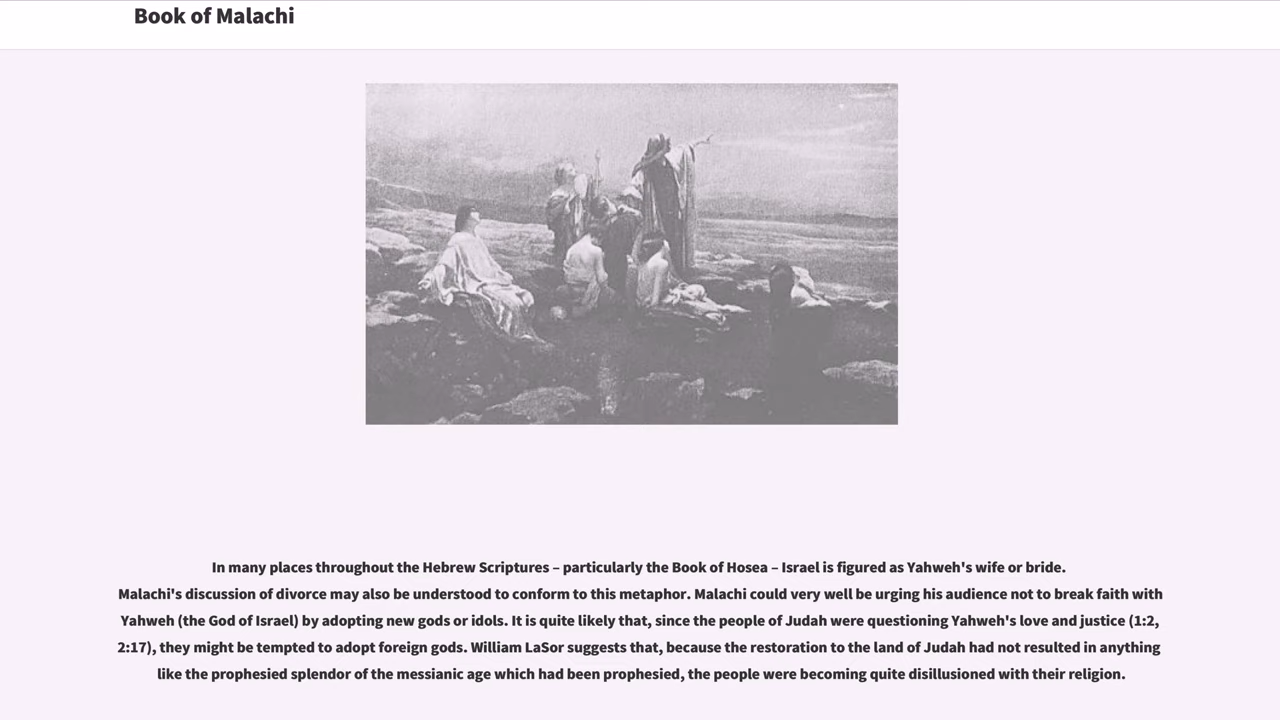 Book of Malachi
In many places throughout the Hebrew Scriptures – particularly the Book of Hosea – Israel is figured as Yahweh's wife or bride.
Malachi's discussion of divorce may also be understood to conform to this metaphor. Malachi could very well be urging his audience not to break faith with
Yahweh (the God of Israel) by adopting new gods or idols. It is quite likely that, since the people of Judah were questioning Yahweh's love and justice (1:2,
2:17), they might be tempted to adopt foreign gods. William LaSor suggests that, because the restoration to the land of Judah had not resulted in anything
like the prophesied splendor of the messianic age which had been prophesied, the people were becoming quite disillusioned with their religion.